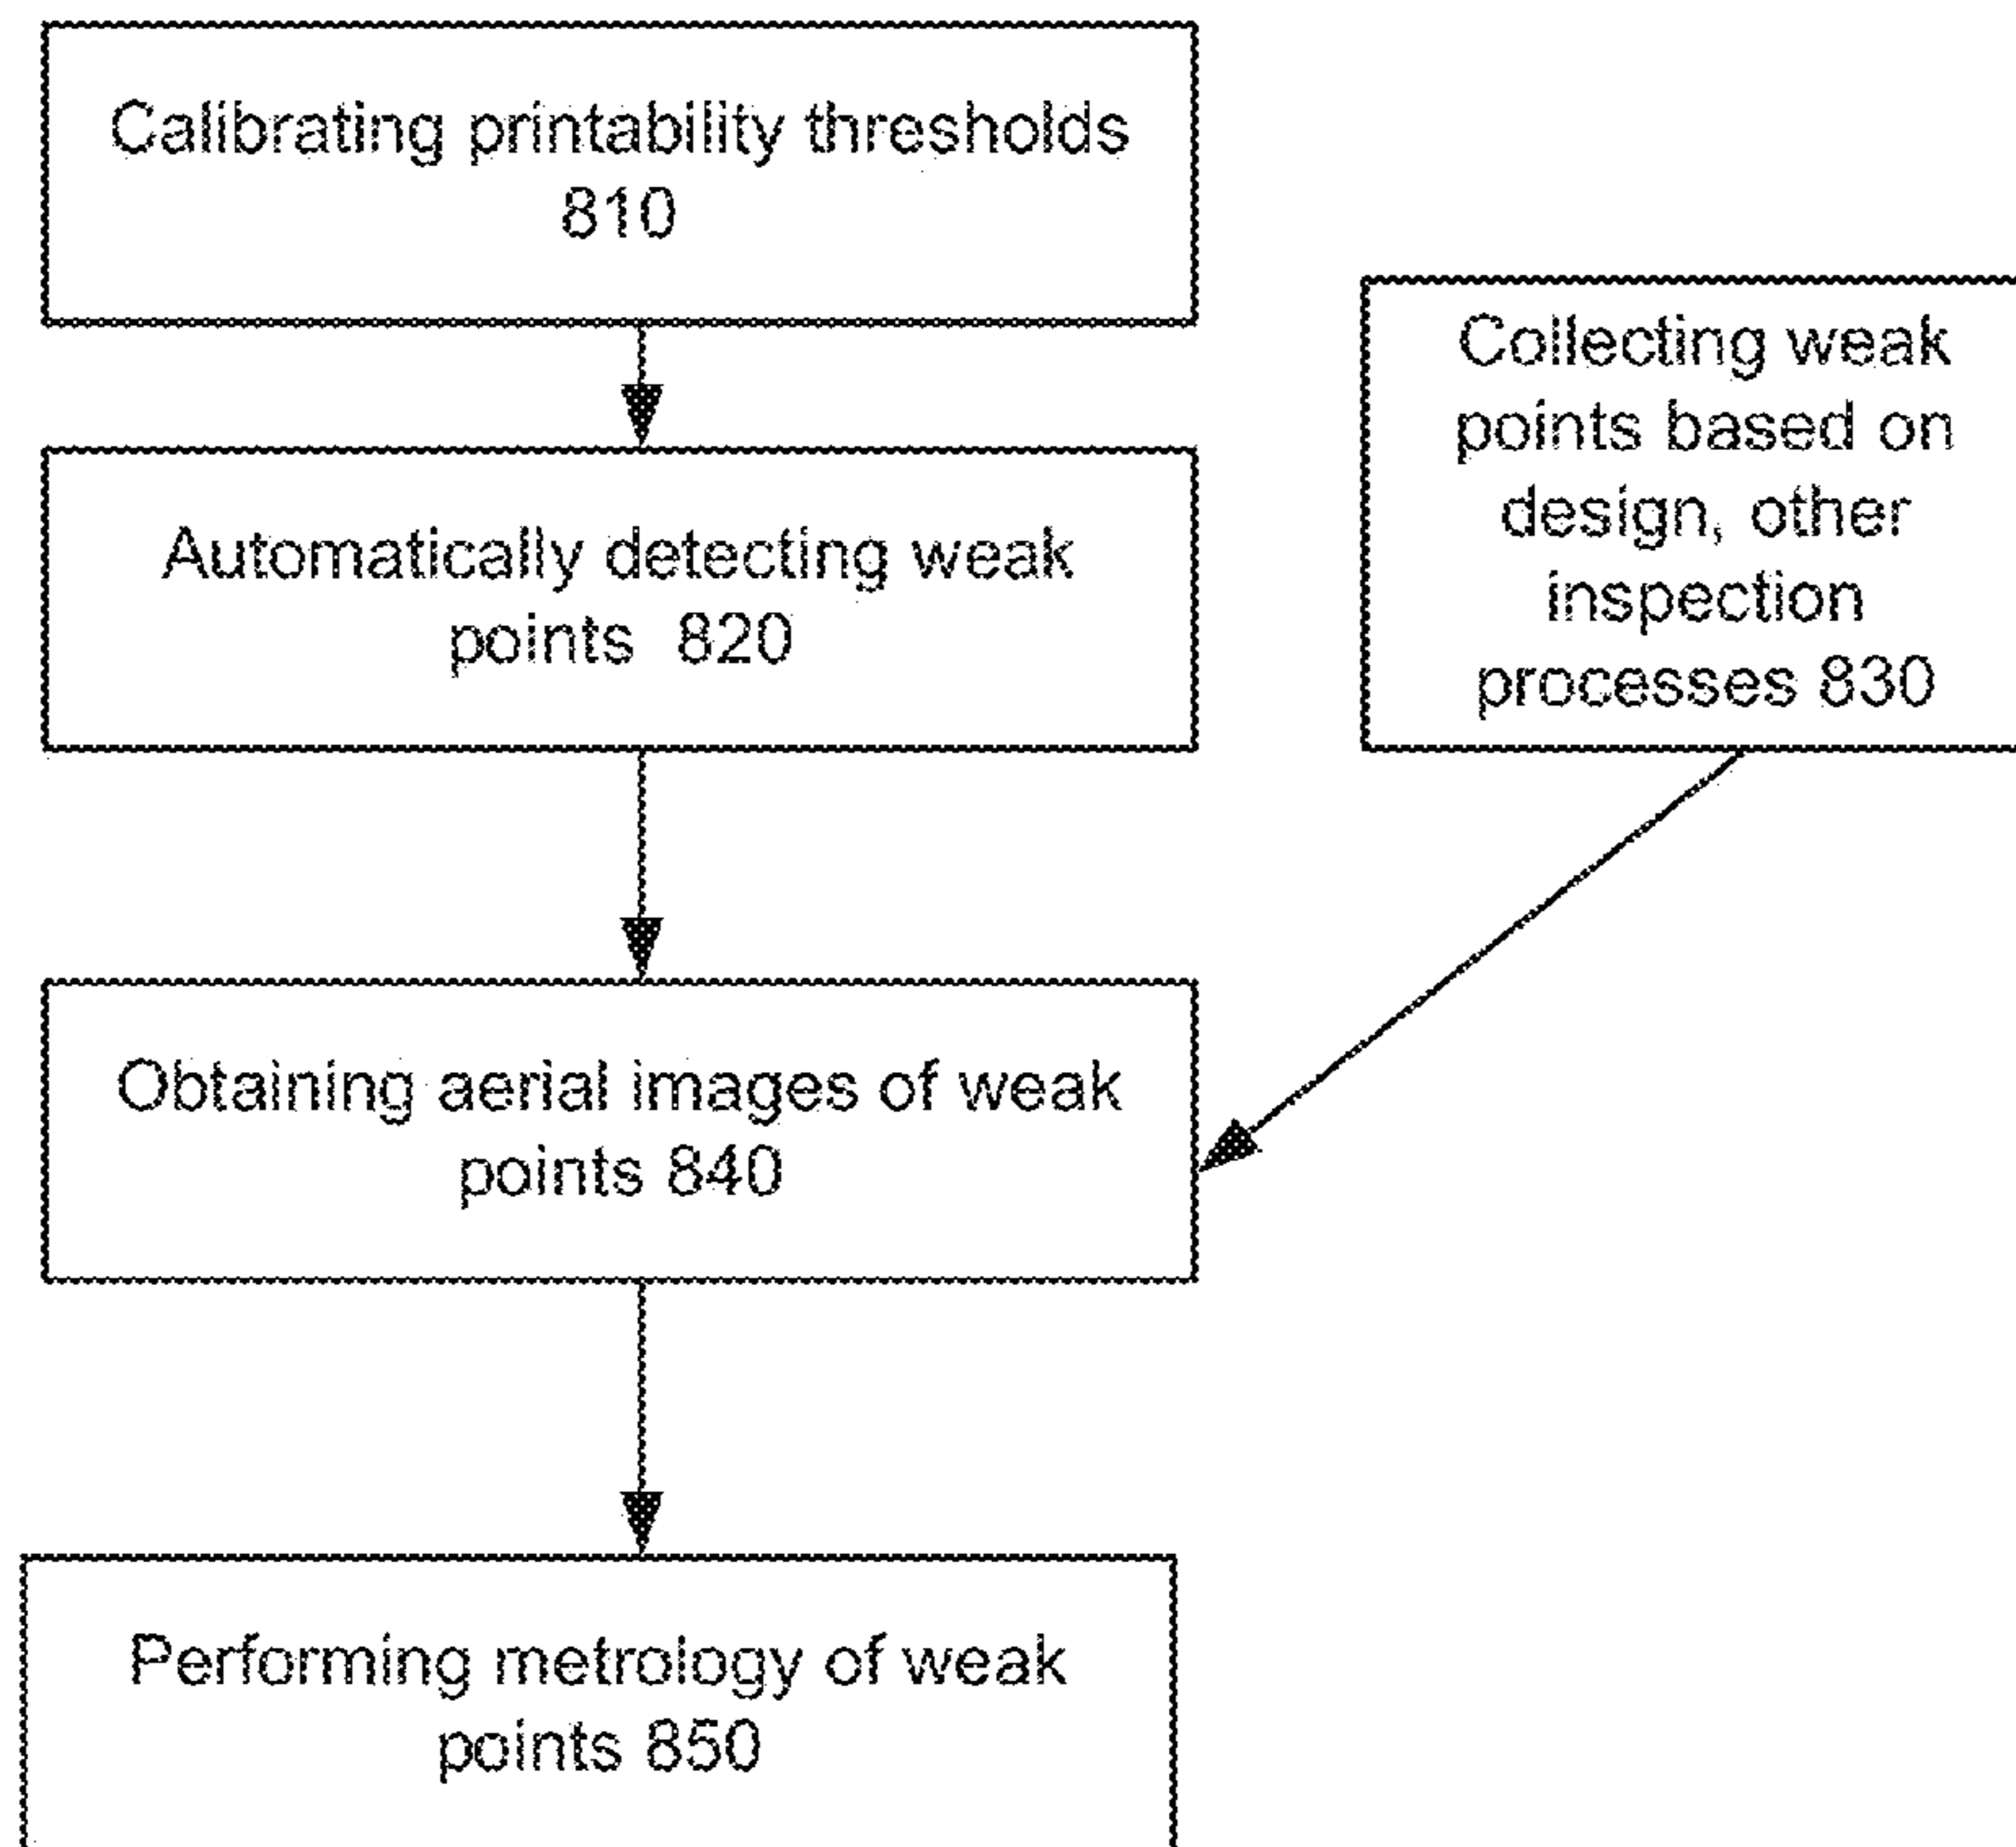 Calibrating printability thresholds
810
Collecting weak
points based on
design, other
inspection
processes 830
Automatically detecting weak
points 820
Obtaining aerial images of weak
points 840
Performing metrology of weak
points 850